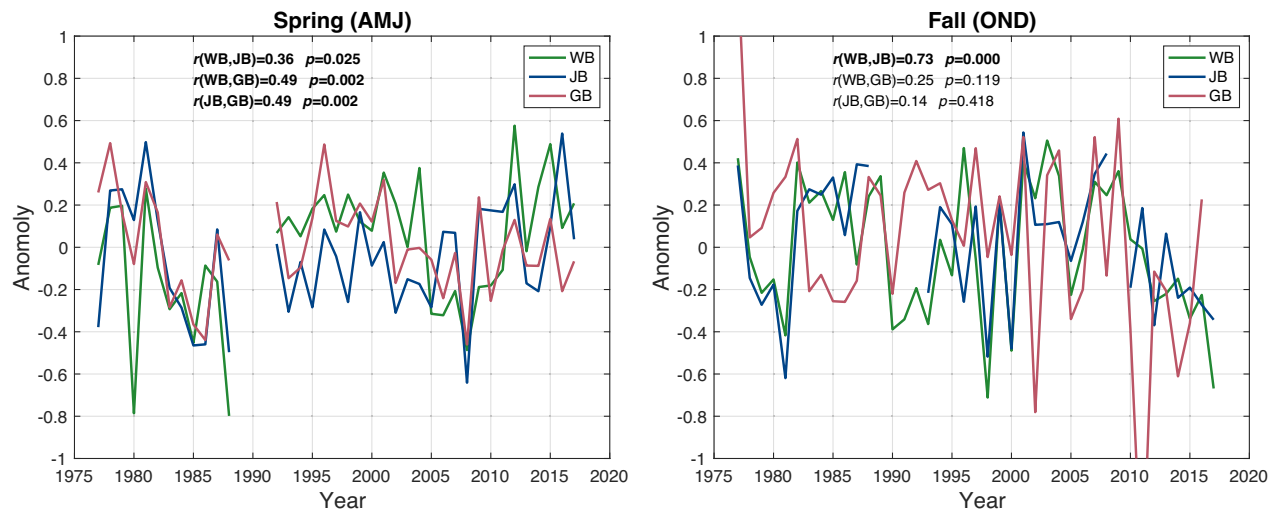 Spring (AMJ)
r(WB,JB)=0.36 p=0.025
r(WB,GB)=0.49 p=0.002
r(JB,GB)=0.49 p=0.002
WB
JB
GB
1
0.8
0.6
0.4
0.2
0
-0.2
-0.4
-0.6
-0.8
-1
Anomoly
1975 1980 1985 1990 1995 2000 2005 2010 2015 2020
Year
Fall (OND)
r(WB,JB)=0.73 p=0.000
r(WB,GB)=0.25 p=0.119
r(JB,GB)=0.14 p=0.418
WB
JB
GB
1
0.8
0.6
0.4
0.2
0
-0.2
-0.4
-0.6
-0.8
-1
Anomoly
1975 1980 1985 1990 1995 2000 2005 2010 2015 2020
Year